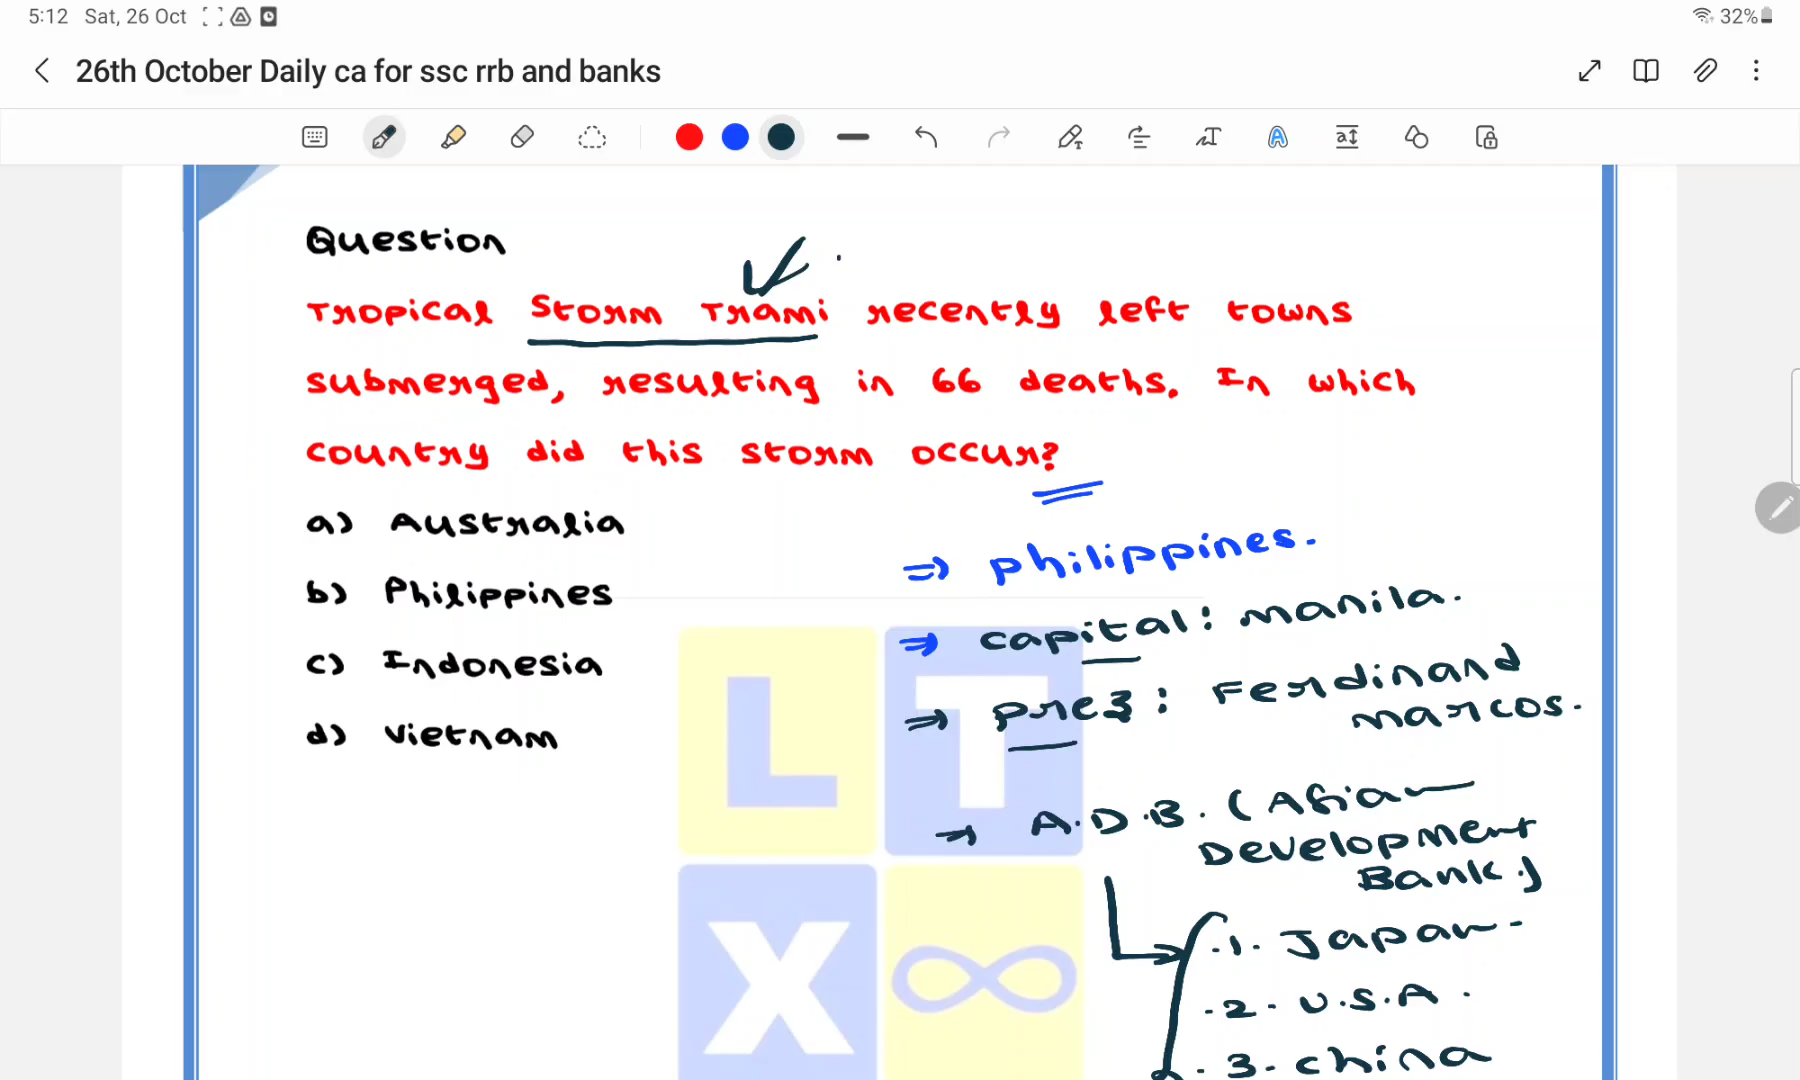 5:12 Sat, 26 Oct
32%
26th October Daily ca for ssc rrb and banks
Question
Tropical Storm Trami recently left towns
submerged, resulting in 66 deaths. In which
country did this storm occur?
a) Australia
b) Philippines
c) Indonesia
d) Vietnam
⇒ philippines.
⇒ capital: manila.
⇒ pres: Ferdinand
marcos.
→ A.D.B. (Asian
Development
Bank.)
.1. Japan-
.2. U.S.A.
.3. china
L T
X ∞